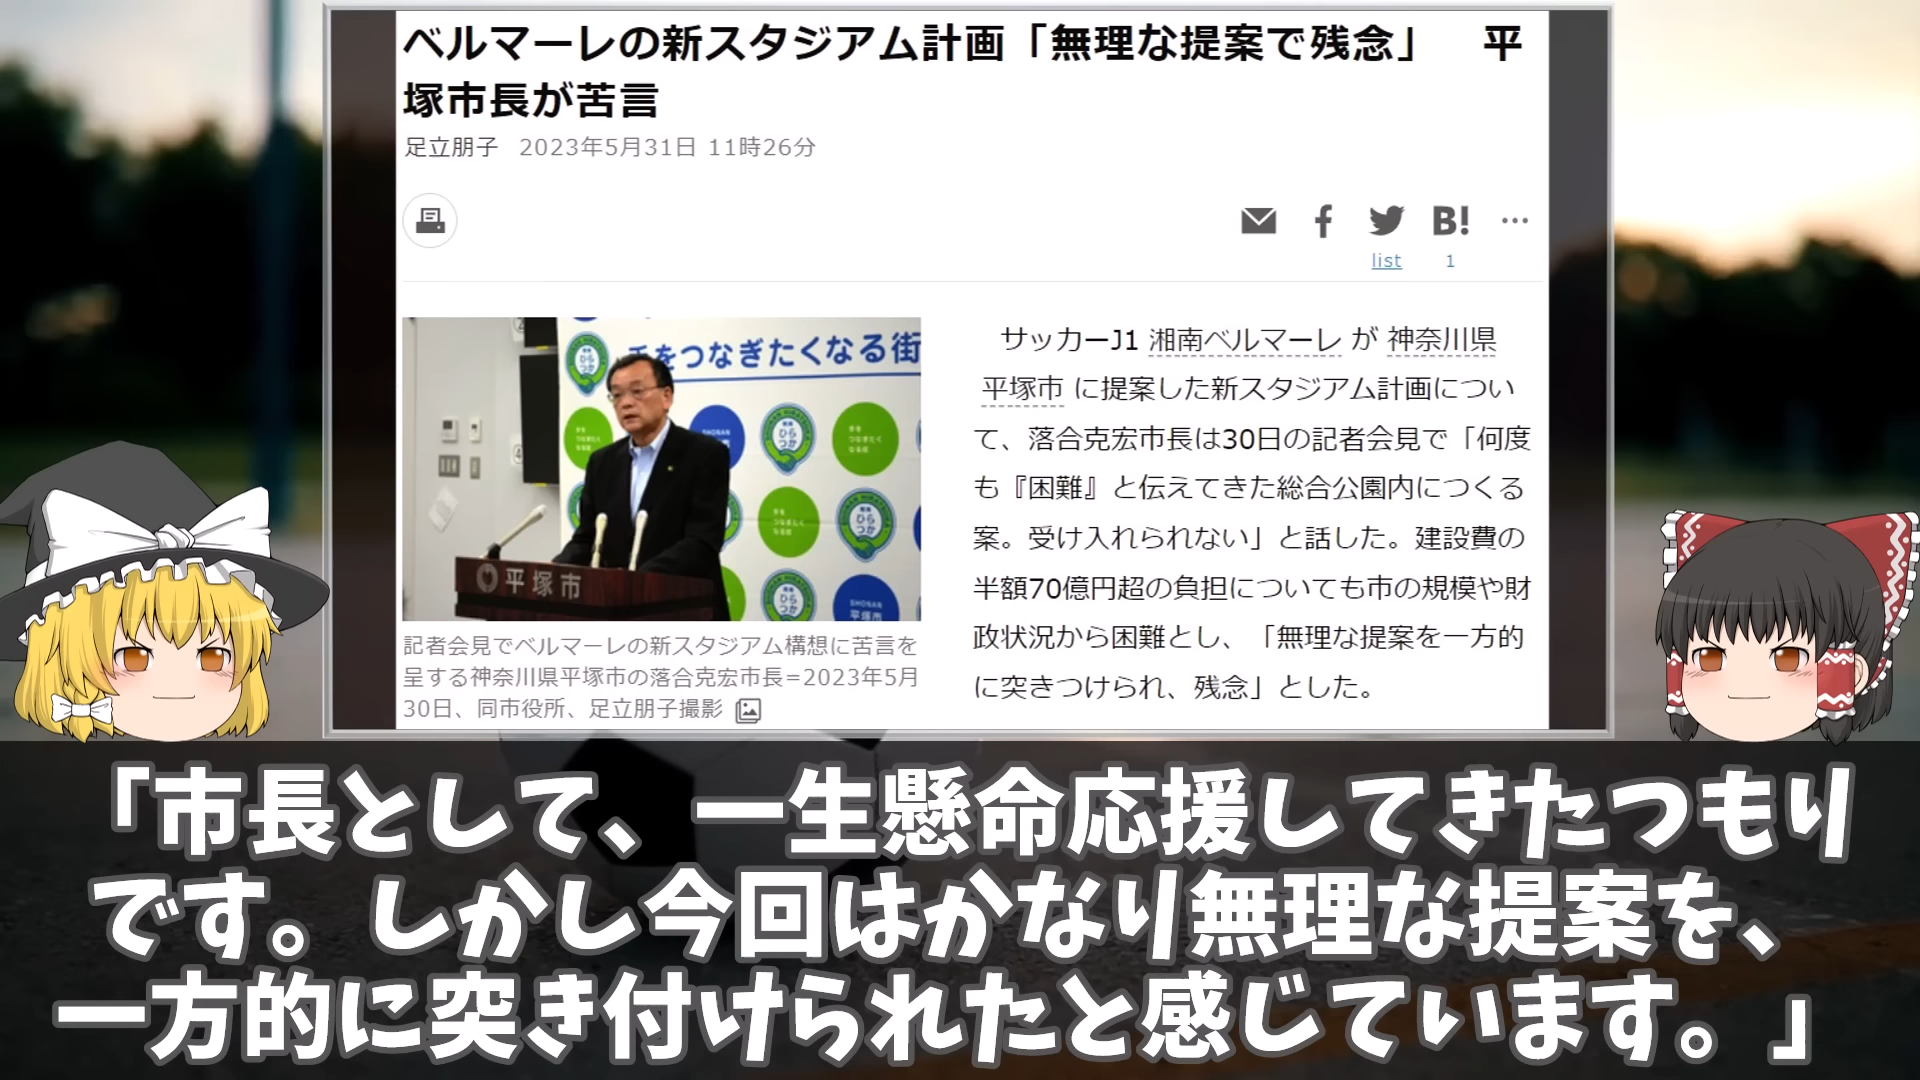 ベルマーレの新スタジアム計画「無理な提案で残念」　平
塚市長が苦言
足立朋子　2023年5月31日 11時26分
B!
list
1
手をつなぎたくなる街
ひらつか
平塚市
サッカーJ1 湘南ベルマーレ が 神奈川県
平塚市 に提案した新スタジアム計画につい
て、落合克宏市長は30日の記者会見で「何度
も『困難』と伝えてきた総合公園内につくる
案。受け入れられない」と話した。建設費の
半額70億円超の負担についても市の規模や財
政状況から困難とし、「無理な提案を一方的
に突きつけられ、残念」とした。
記者会見でベルマーレの新スタジアム構想に苦言を
呈する神奈川県平塚市の落合克宏市長=2023年5月
30日、同市役所、足立朋子撮影
「市長として、一生懸命応援してきたつもり
です。しかし今回はかなり無理な提案を、
一方的に突き付けられたと感じています。」